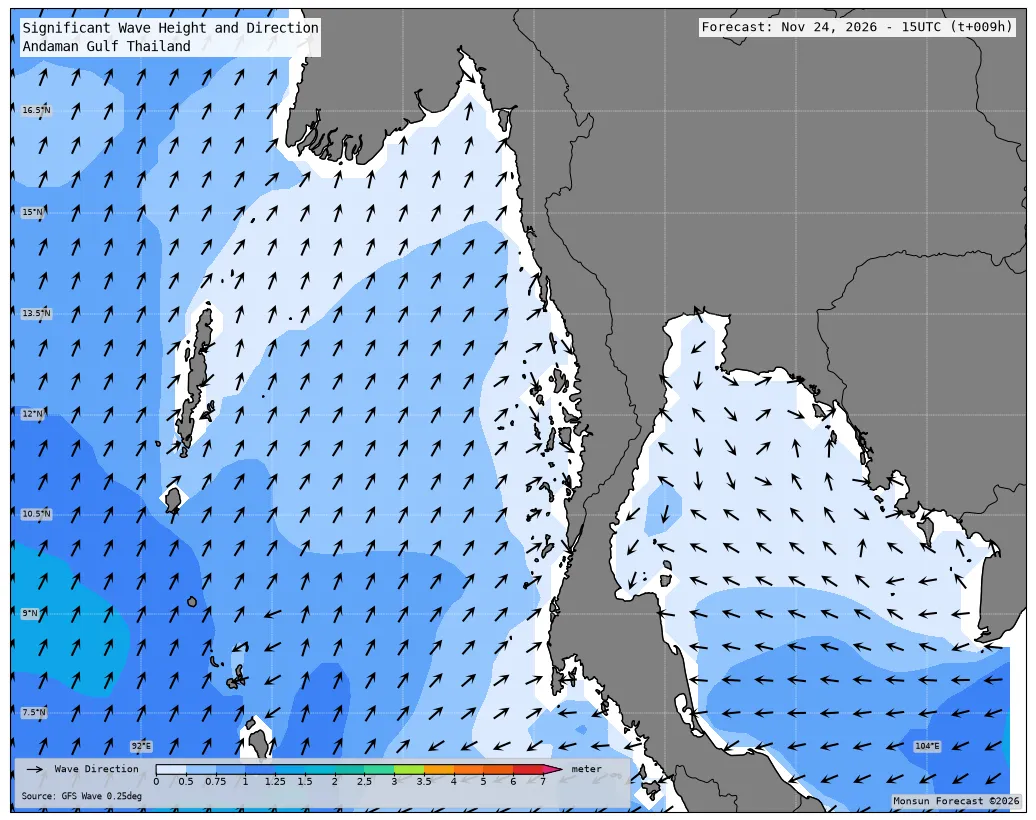 Significant Wave Height and Direction
Andaman Gulf Thailand
Forecast: Nov 24, 2026 - 15UTC (t+009h)
16.5°N
15°N
13.5°N
12°N
10.5°N
9°N
7.5°N
92°E
104°E
Wave Direction
meter
0 0.5 0.75 1 1.25 1.5 2 2.5 3 3.5 4 5 6 7
Source: GFS Wave 0.25deg
Monsun Forecast ©2026